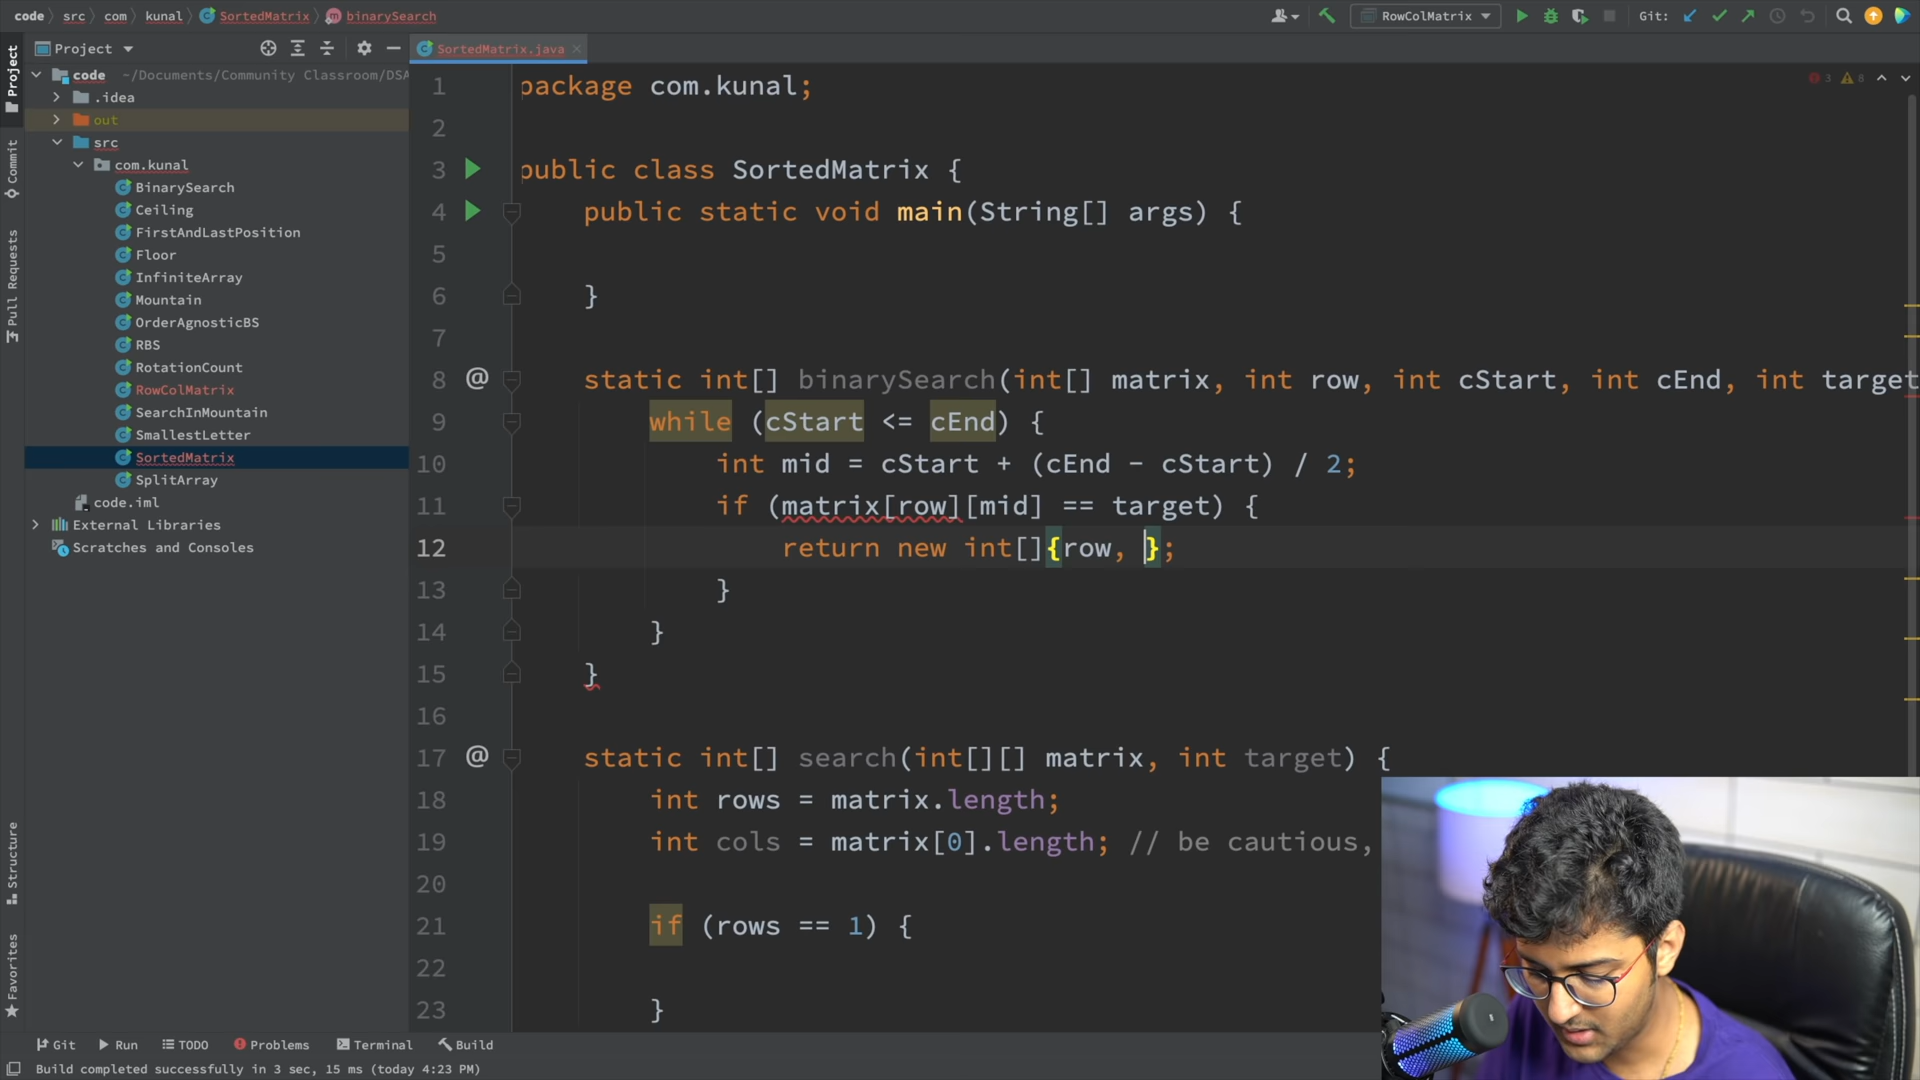 code src com kunal SortedMatrix binarySearch
RowColMatrix Git:
Project
SortedMatrix.java
3 8
code ~/Documents/Community Classroom/DSA
.idea
out
src
com.kunal
BinarySearch
Ceiling
FirstAndLastPosition
Floor
InfiniteArray
Mountain
OrderAgnosticBS
RBS
RotationCount
RowColMatrix
SearchInMountain
SmallestLetter
SortedMatrix
SplitArray
code.iml
External Libraries
Scratches and Consoles
Project
Commit
Pull Requests
Structure
Favorites
1 package com.kunal;
2
3 public class SortedMatrix {
4 public static void main(String[] args) {
5
6 }
7
8 @ static int[] binarySearch(int[] matrix, int row, int cStart, int cEnd, int target
9 while (cStart <= cEnd) {
10 int mid = cStart + (cEnd - cStart) / 2;
11 if (matrix[row][mid] == target) {
12 return new int[]{row, };
13 }
14 }
15 }
16
17 @ static int[] search(int[][] matrix, int target) {
18 int rows = matrix.length;
19 int cols = matrix[0].length; // be cautious,
20
21 if (rows == 1) {
22
23 }
Git Run TODO Problems Terminal Build
Build completed successfully in 3 sec, 15 ms (today 4:23 PM)